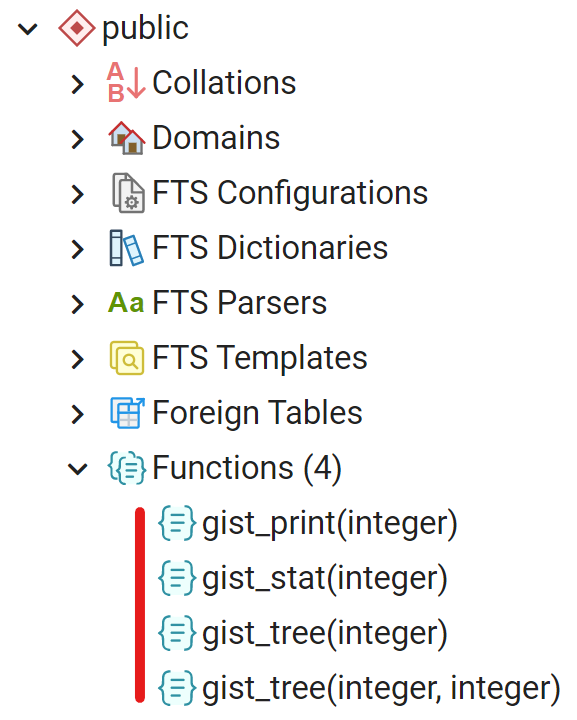 public
Collations
Domains
FTS Configurations
FTS Dictionaries
Aa FTS Parsers
FTS Templates
Foreign Tables
Functions (4)
gist_print(integer)
gist_stat(integer)
gist_tree(integer)
gist_tree(integer, integer)